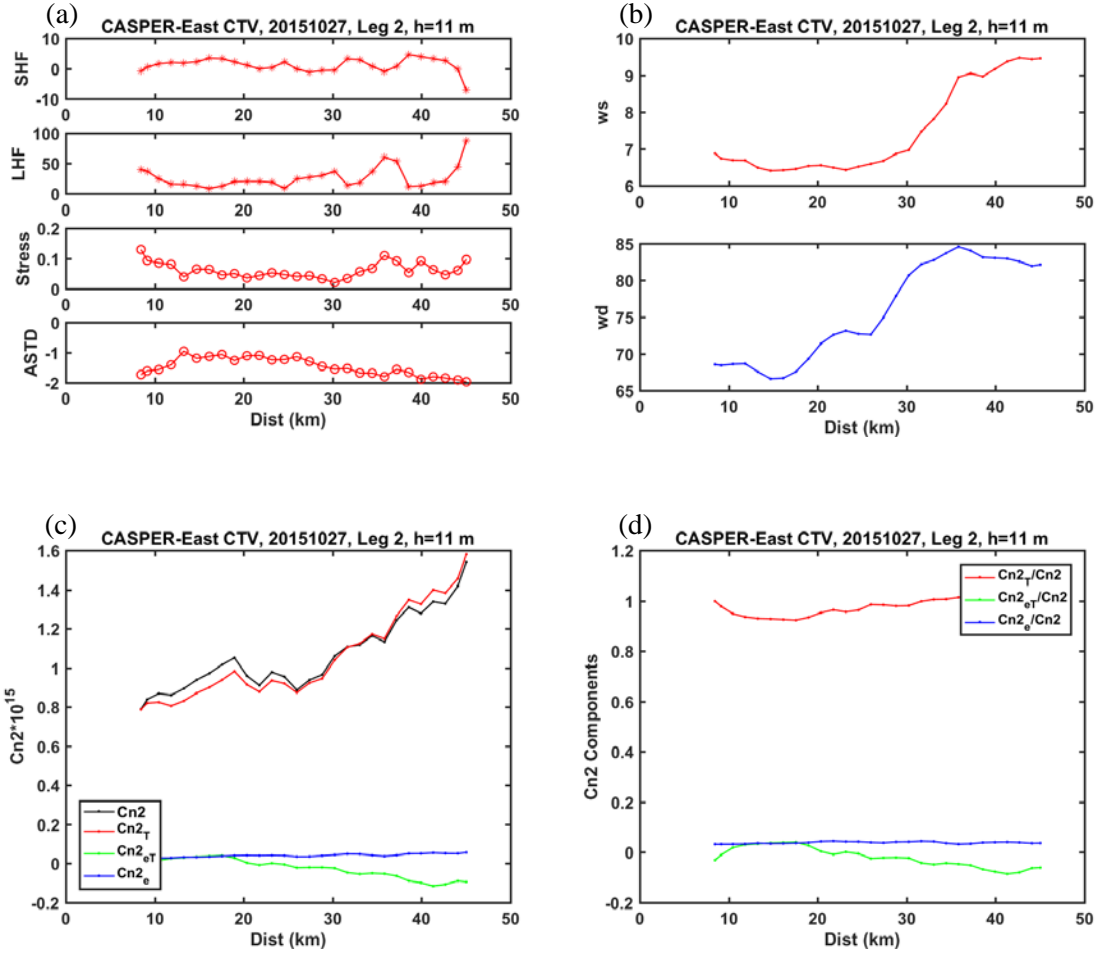 (a)
CASPER-East CTV, 20151027, Leg 2, h=11 m
10
0
-10
SHF
0 10 20 30 40 50
100
50
0
LHF
0 10 20 30 40 50
0.2
0.1
0
Stress
0 10 20 30 40 50
0
-1
-2
ASTD
0 10 20 30 40 50
Dist (km)
(b)
CASPER-East CTV, 20151027, Leg 2, h=11 m
10
9
8
7
6
ws
0 10 20 30 40 50
85
80
75
70
65
wd
0 10 20 30 40 50
Dist (km)
(c)
CASPER-East CTV, 20151027, Leg 2, h=11 m
1.6
1.4
1.2
1
0.8
0.6
0.4
0.2
0
-0.2
Cn2*10^15
Cn2
Cn2_T
Cn2_eT
Cn2_e
0 10 20 30 40 50
Dist (km)
(d)
CASPER-East CTV, 20151027, Leg 2, h=11 m
1.2
1
0.8
0.6
0.4
0.2
0
-0.2
Cn2 Components
Cn2_T/Cn2
Cn2_eT/Cn2
Cn2_e/Cn2
0 10 20 30 40 50
Dist (km)